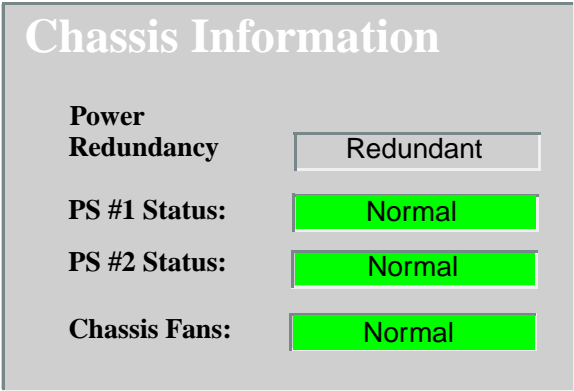 Chassis Information
Power
Redundancy
Redundant
PS #1 Status:
Normal
PS #2 Status:
Normal
Chassis Fans:
Normal